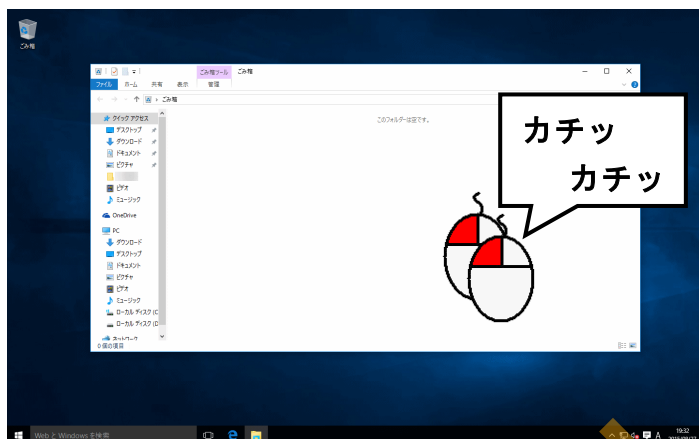 ごみ箱
ごみ箱ツール ごみ箱
ファイル ホーム 共有 表示 管理
ごみ箱
クイック アクセス
デスクトップ
ダウンロード
ドキュメント
ピクチャ
ビデオ
ミュージック
OneDrive
PC
ダウンロード
デスクトップ
ドキュメント
ピクチャ
ビデオ
ミュージック
ローカル ディスク (C
ローカル ディスク (D
ネットワーク
このフォルダーは空です。
カチッ
カチッ
0 個の項目
Web と Windows を検索
A
19:32